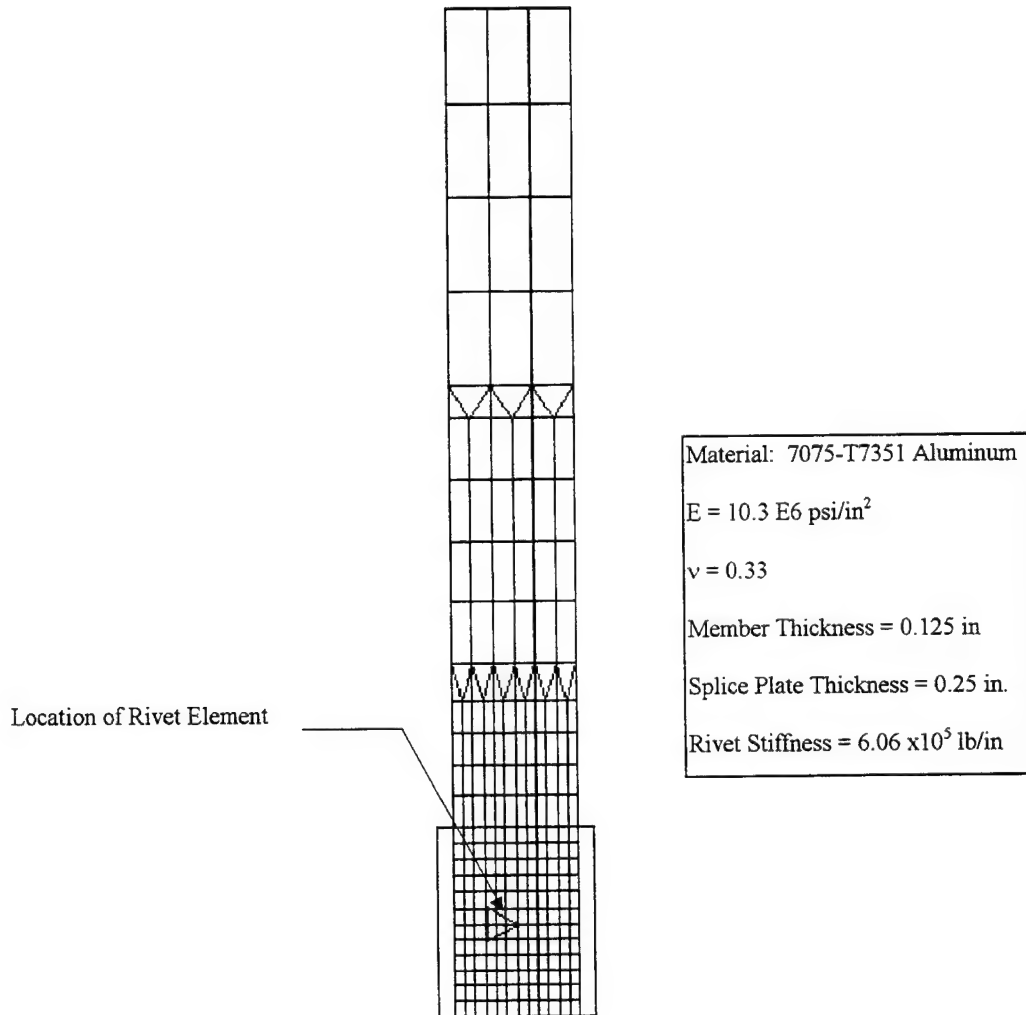 Material: 7075-T7351 Aluminum
E = 10.3 E6 psi/in²
ν = 0.33
Member Thickness = 0.125 in
Splice Plate Thickness = 0.25 in.
Rivet Stiffness = 6.06 x10⁵ lb/in
Location of Rivet Element